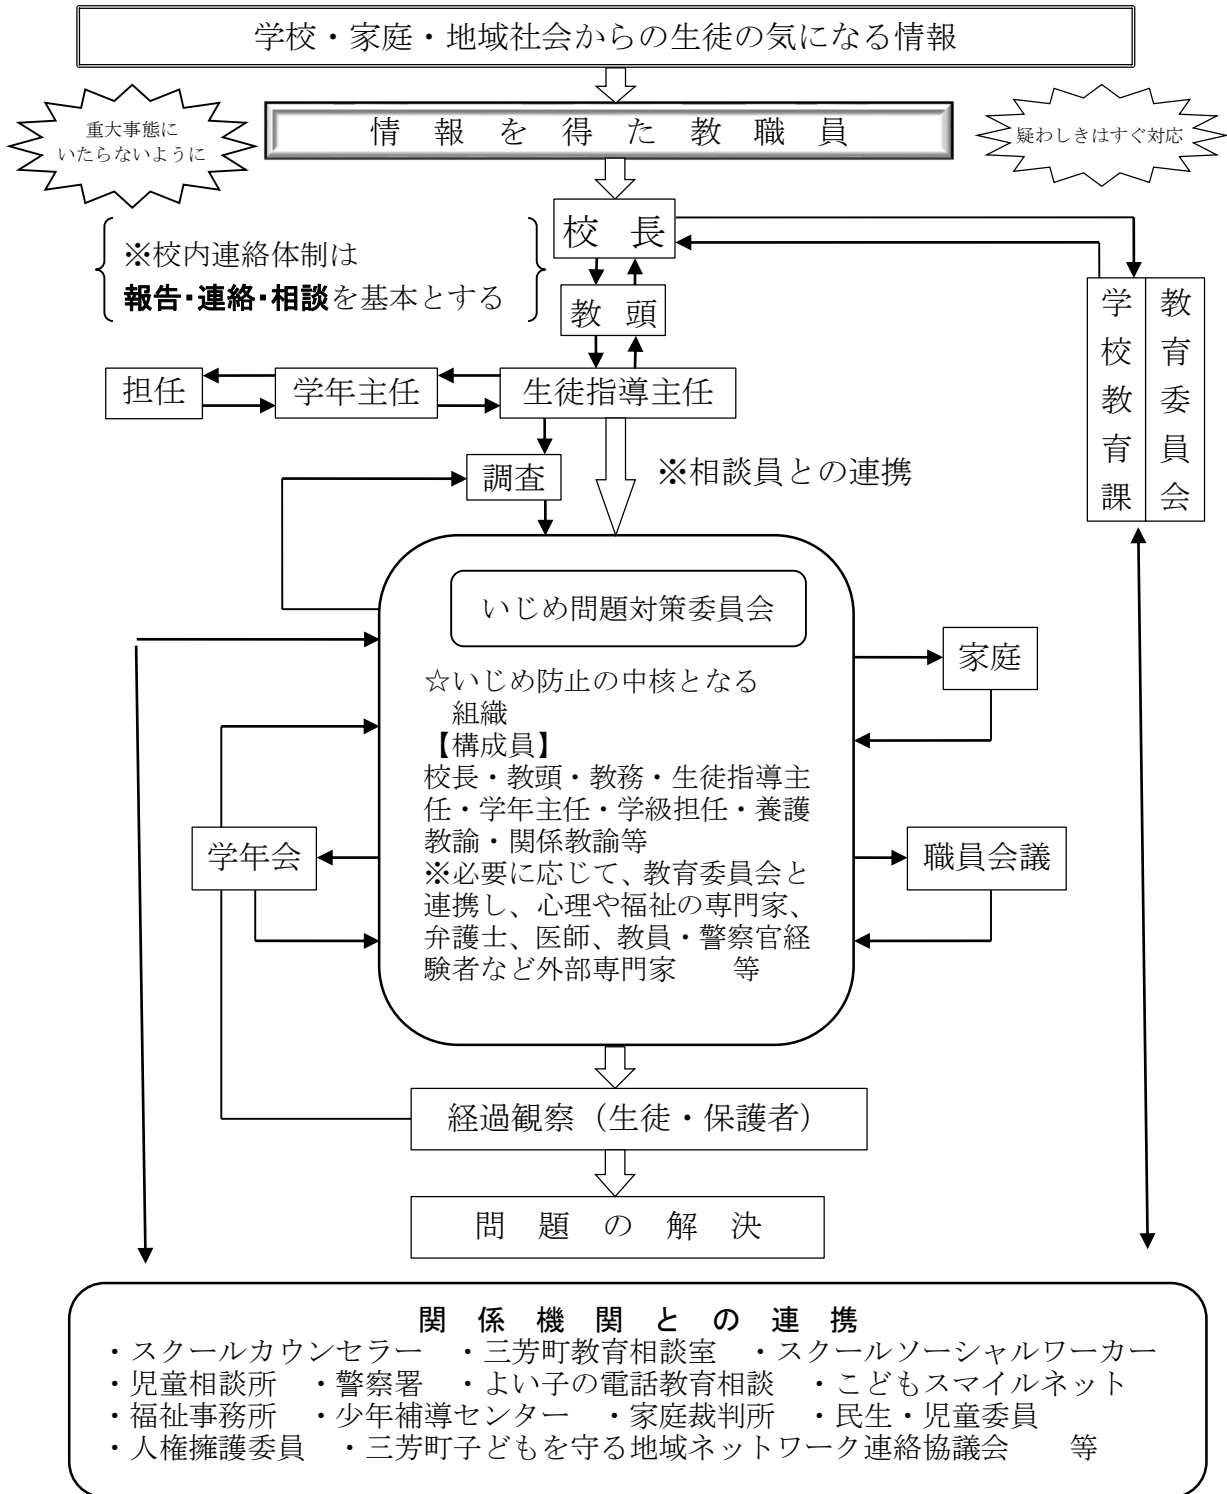 学校・家庭・地域社会からの生徒の気になる情報
重大事態に
いたらないように
情報を得た教職員
疑わしきはすぐ対応
校長
※校内連絡体制は
報告・連絡・相談を基本とする
教頭
学校教育課
教育委員会
担任
学年主任
生徒指導主任
調査
※相談員との連携
いじめ問題対策委員会
家庭
☆いじめ防止の中核となる
組織
【構成員】
校長・教頭・教務・生徒指導主
任・学年主任・学級担任・養護
教諭・関係教諭等
※必要に応じて、教育委員会と
連携し、心理や福祉の専門家、
弁護士、医師、教員・警察官経
験者など外部専門家　　等
学年会
職員会議
経過観察（生徒・保護者）
問題の解決
関係機関との連携
・スクールカウンセラー　・三芳町教育相談室　・スクールソーシャルワーカー
・児童相談所　・警察署　・よい子の電話教育相談　・こどもスマイルネット
・福祉事務所　・少年補導センター　・家庭裁判所　・民生・児童委員
・人権擁護委員　・三芳町子どもを守る地域ネットワーク連絡協議会　　等